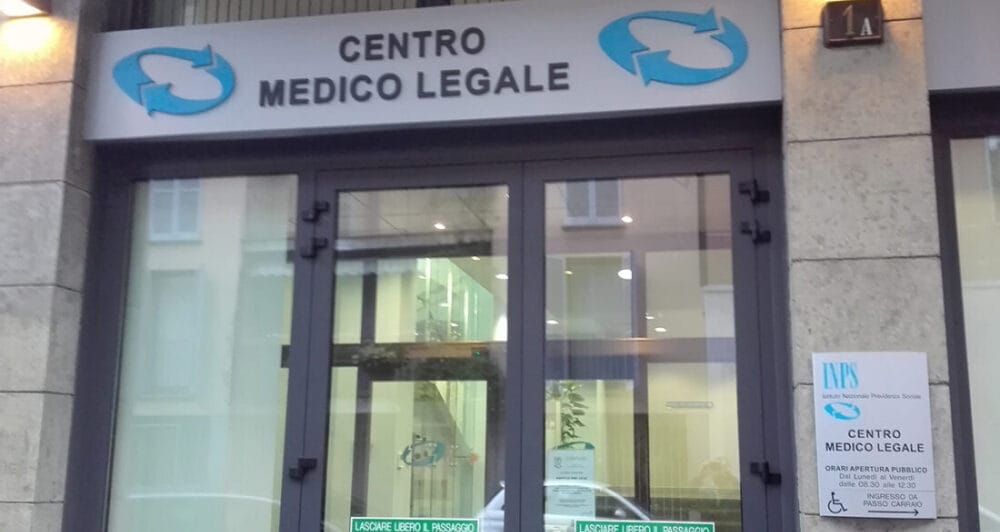 CENTRO
MEDICO LEGALE
1A
INPS
Istituto Nazionale Previdenza Sociale
CENTRO
MEDICO LEGALE
ORARI APERTURA PUBBLICO
Dal Lunedì al Venerdì
dalle 08.30 alle 12:30
INGRESSO DA
PASSO CARRAIO
LASCIARE LIBERO IL PASSAGGIO
LASCIARE LIBERO IL PASSAGGIO